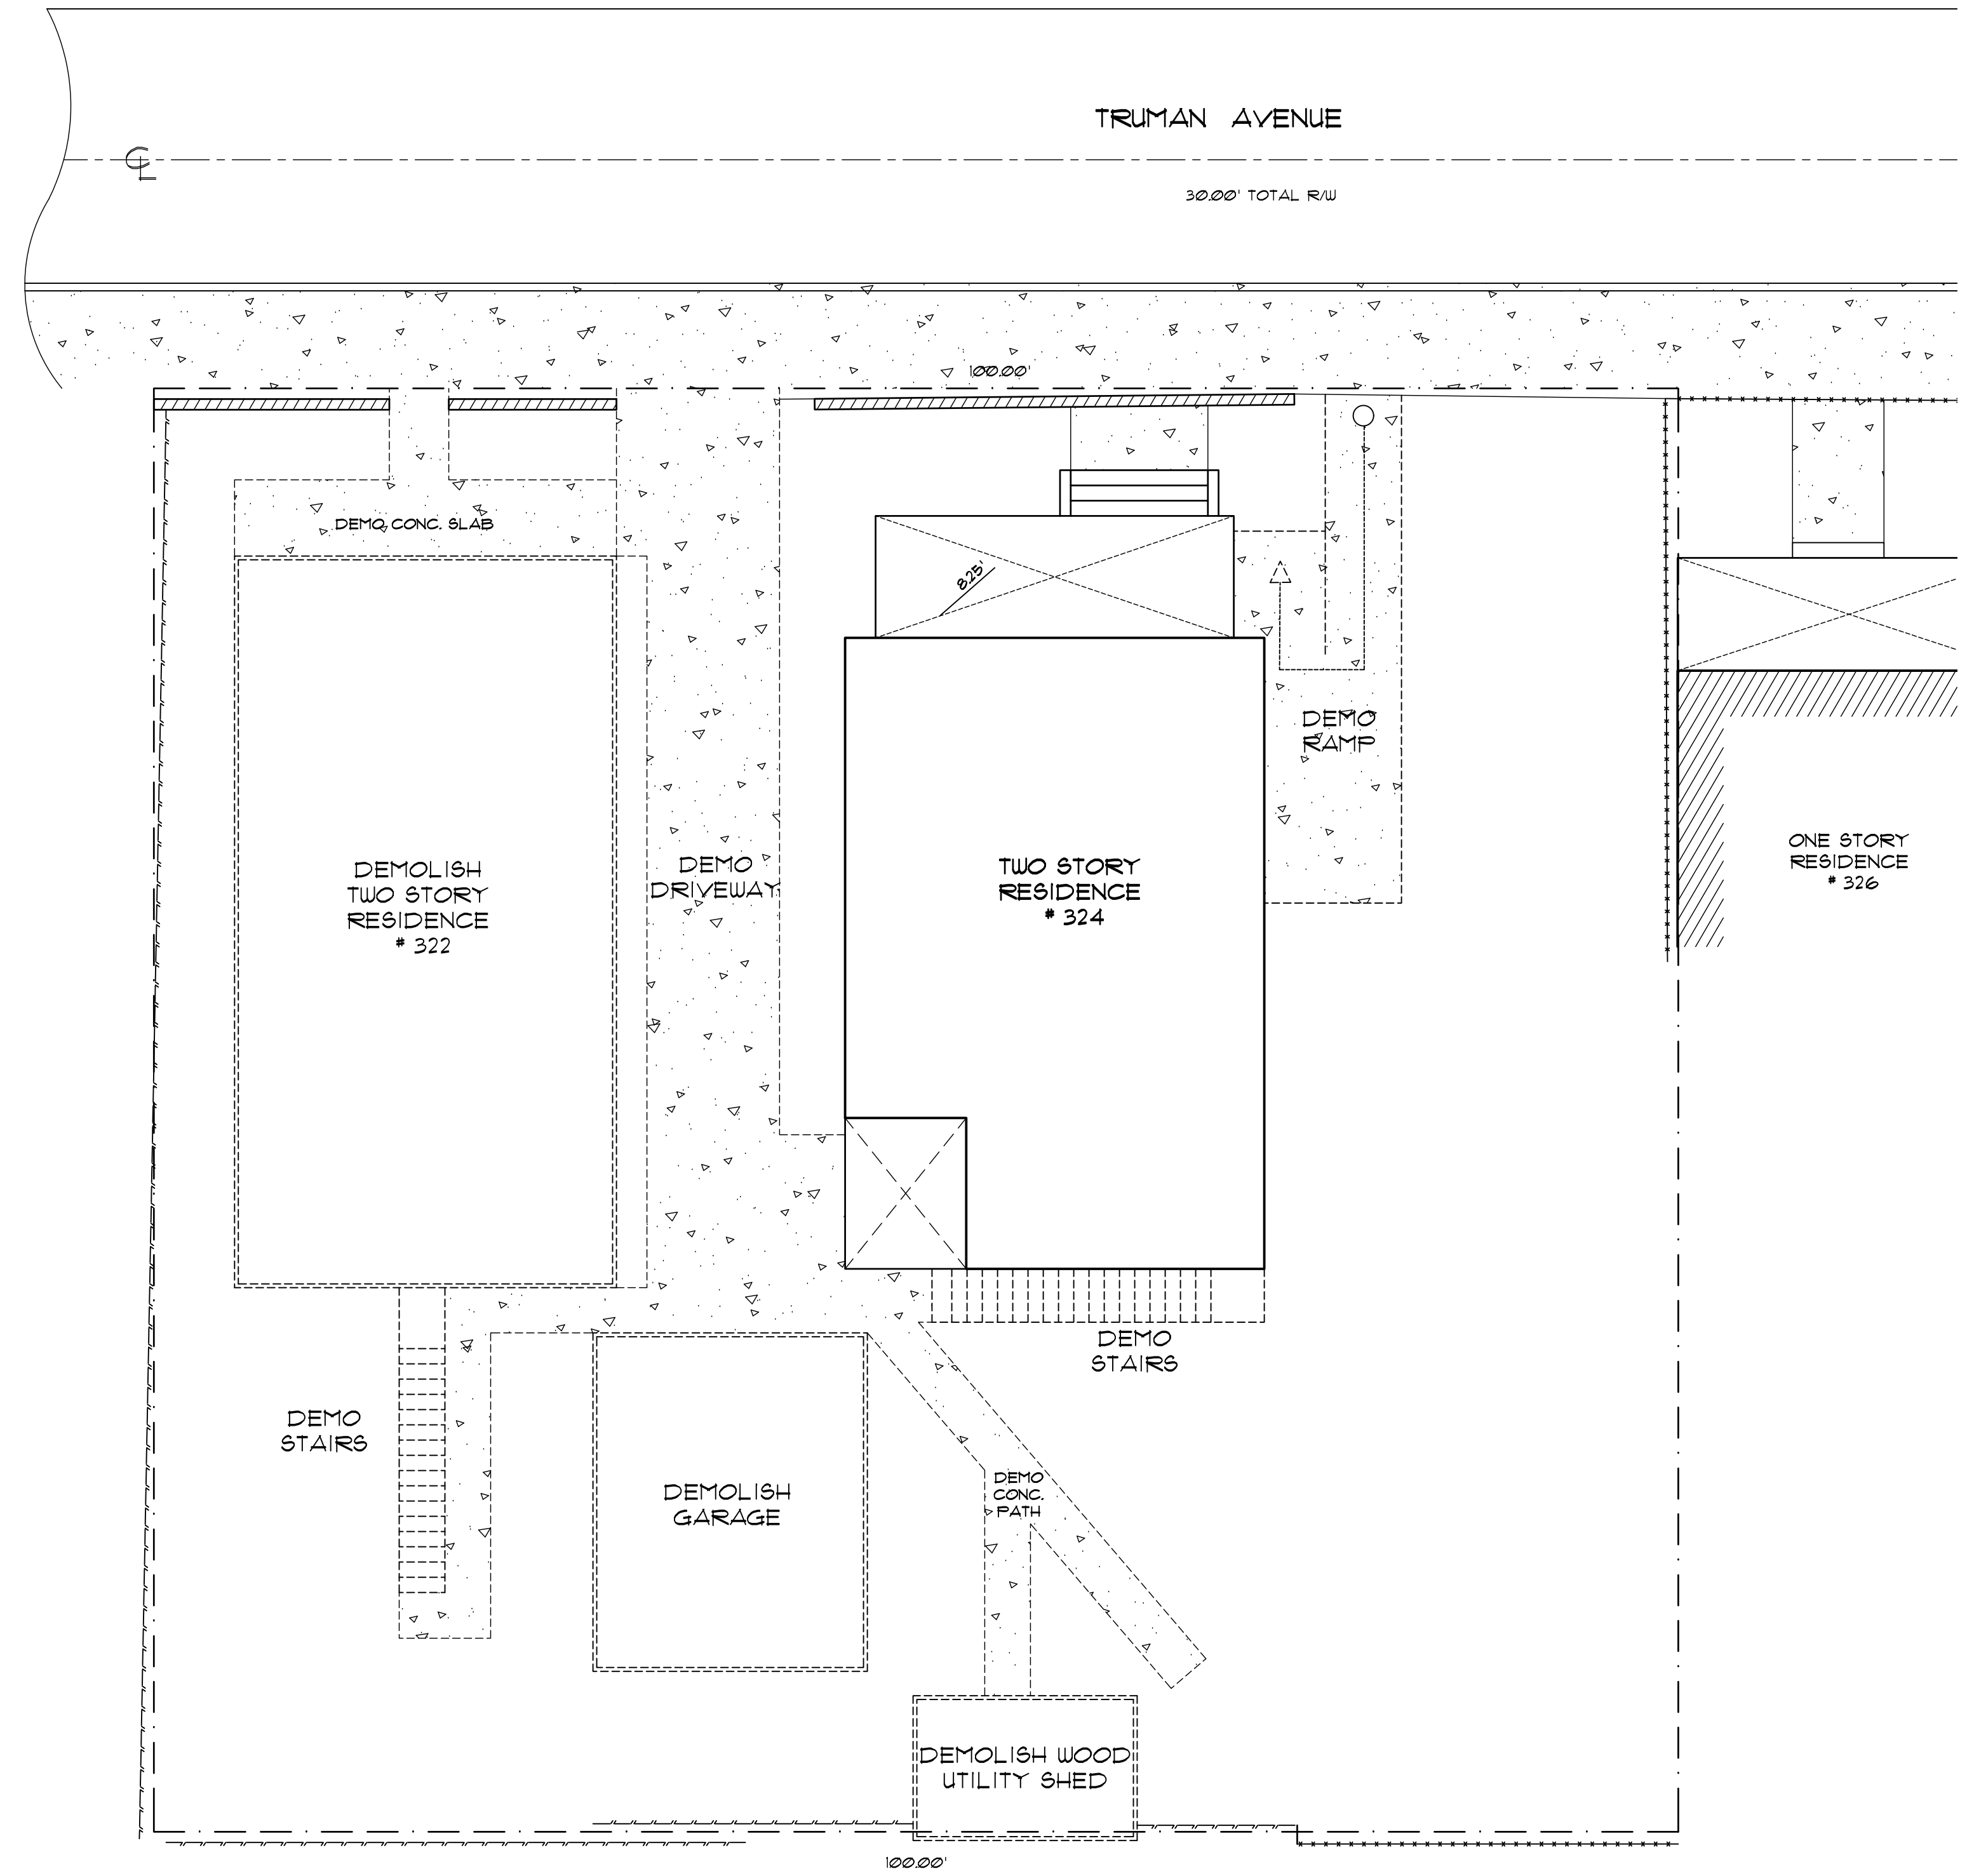 TRUMAN AVENUE
℄
30.00' TOTAL R/W
100.00'
DEMO CONC. SLAB
8.25'
DEMO
RAMP
DEMOLISH
TWO STORY
RESIDENCE
# 322
DEMO
DRIVEWAY
TWO STORY
RESIDENCE
# 324
ONE STORY
RESIDENCE
# 326
DEMO
STAIRS
DEMO
STAIRS
DEMOLISH
GARAGE
DEMO
CONC.
PATH
DEMOLISH WOOD
UTILITY SHED
100.00'